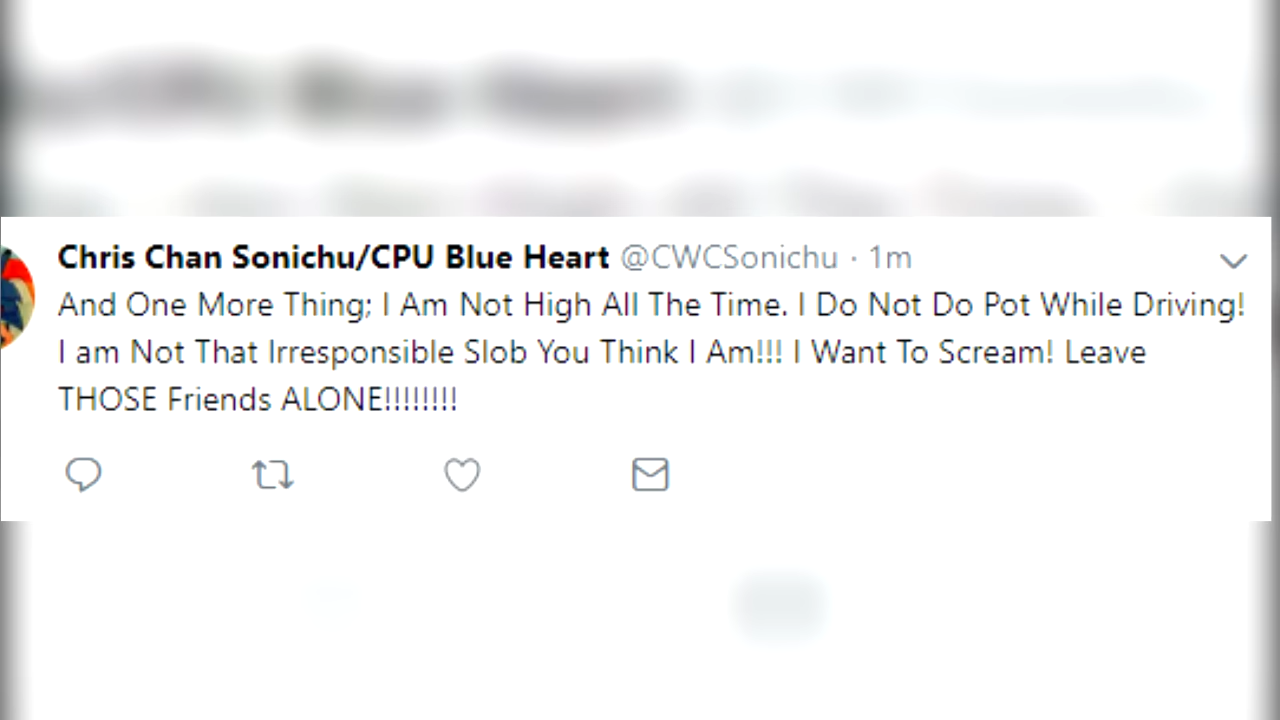 Chris Chan Sonichu/CPU Blue Heart @CWCSonichu · 1m
And One More Thing; I Am Not High All The Time. I Do Not Do Pot While Driving!
I am Not That Irresponsible Slob You Think I Am!!! I Want To Scream! Leave
THOSE Friends ALONE!!!!!!!!